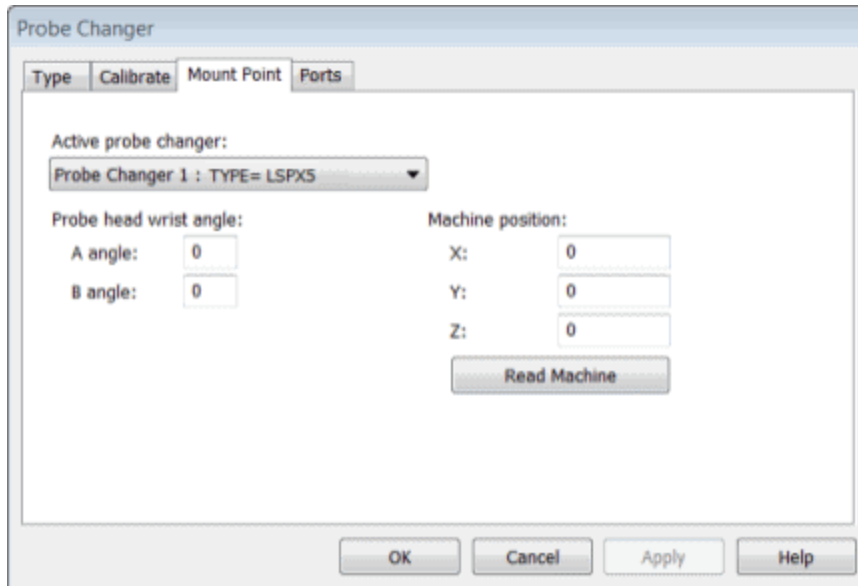 Probe Changer
Type Calibrate Mount Point Ports
Active probe changer:
Probe Changer 1 : TYPE= LSPX5
Probe head wrist angle: Machine position:
A angle: 0 X: 0
B angle: 0 Y: 0
Z: 0
Read Machine
OK Cancel Apply Help